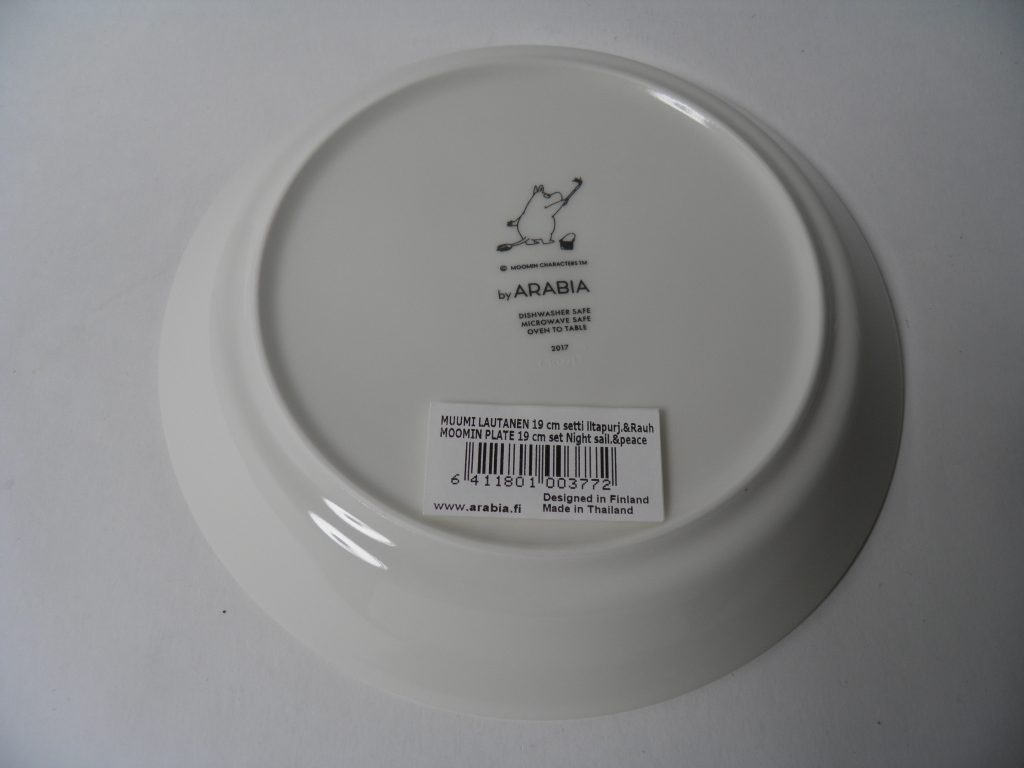 © MOOMIN CHARACTERS™
by ARABIA
DISHWASHER SAFE
MICROWAVE SAFE
OVEN TO TABLE
2017
MUUMI LAUTANEN 19 cm setti Iltapurj.&Rauh
MOOMIN PLATE 19 cm set Night sail.&peace
6 411801 003772
Designed in Finland
www.arabia.fi Made in Thailand